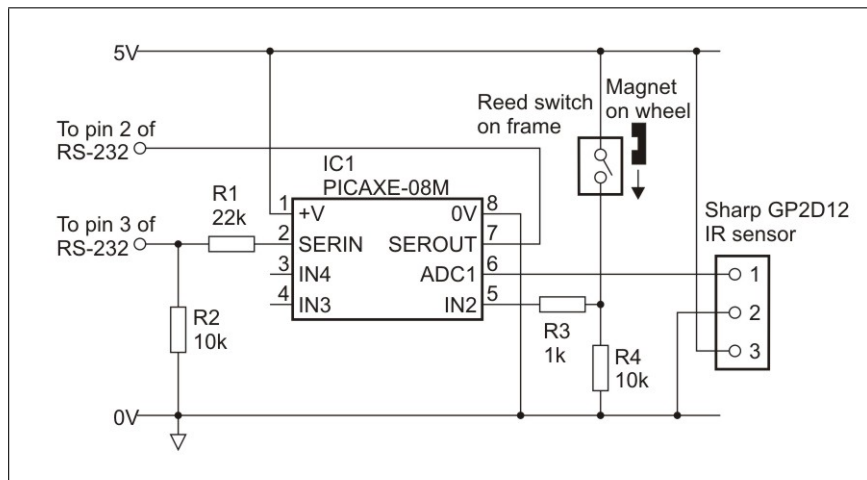 5V
Reed switch
on frame
Magnet
on wheel
To pin 2 of
RS-232
IC1
PICAXE-08M
To pin 3 of
RS-232
R1
22k
1
+V
0V
8
2
SERIN
SEROUT
7
3
IN4
ADC1
6
4
IN3
IN2
5
Sharp GP2D12
IR sensor
1
2
3
R2
10k
R3
1k
R4
10k
0V